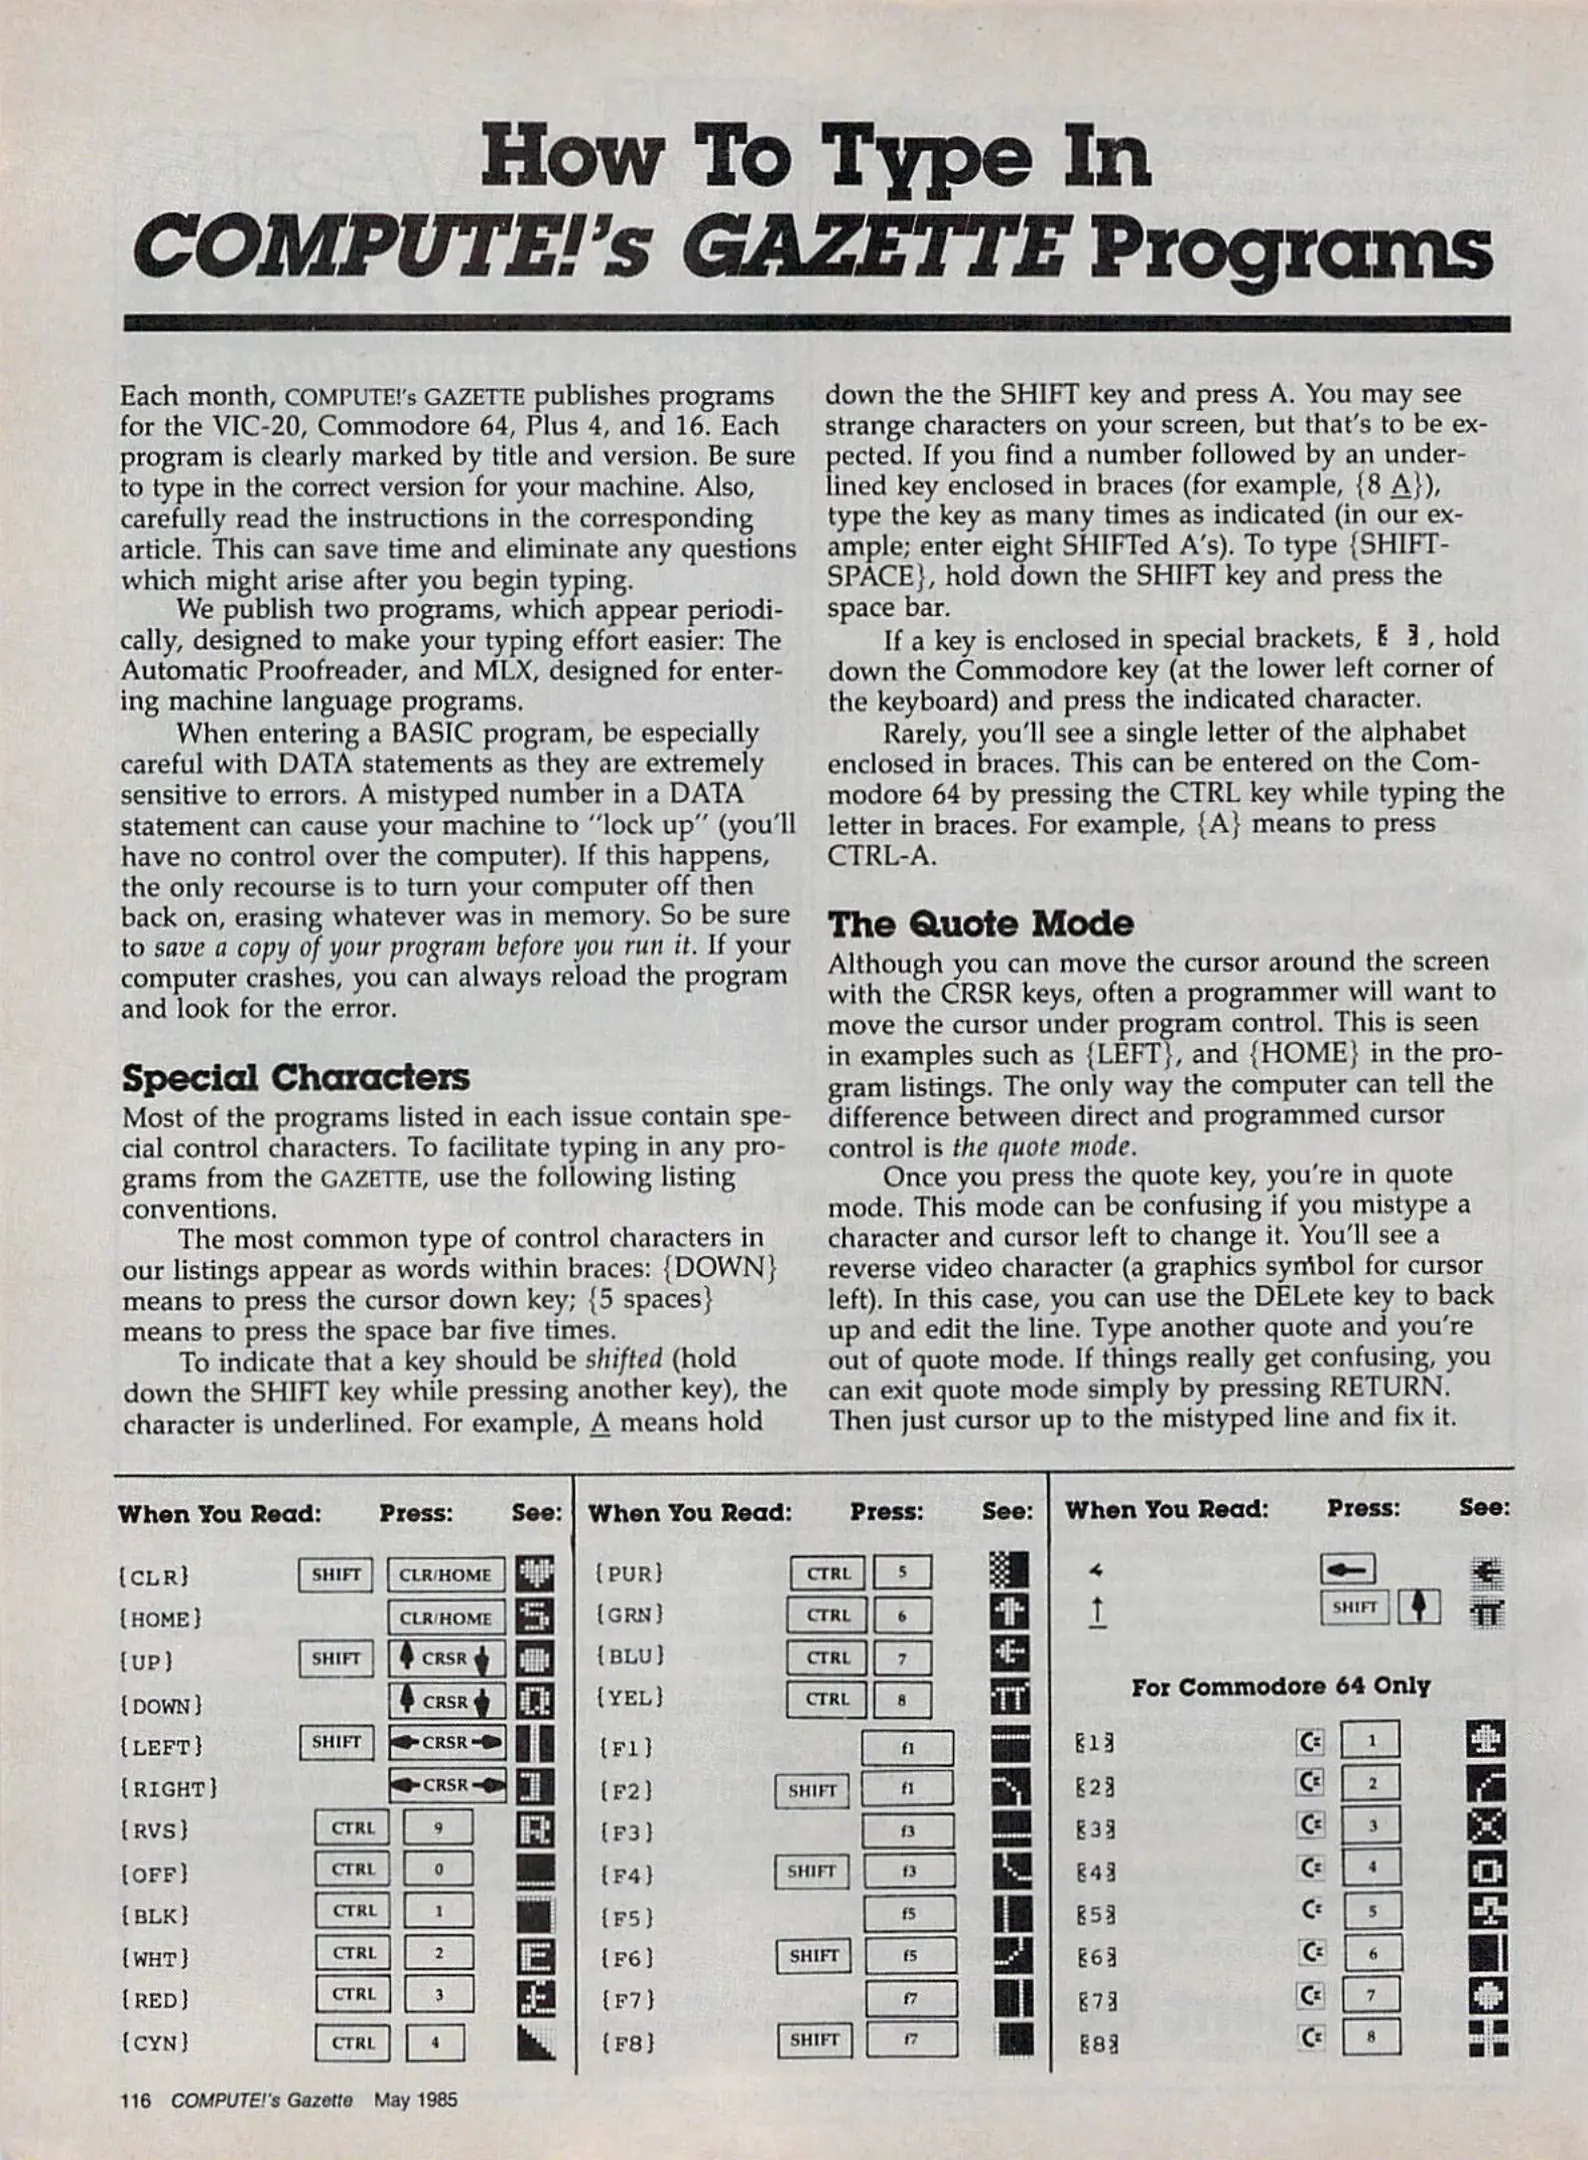 How To Type In
COMPUTE!'s GAZETTE Programs
Each month, COMPUTE!'s GAZETTE publishes programs
for the VIC-20, Commodore 64, Plus 4, and 16. Each
program is clearly marked by title and version. Be sure
to type in the correct version for your machine. Also,
carefully read the instructions in the corresponding
article. This can save time and eliminate any questions
which might arise after you begin typing.
We publish two programs, which appear periodi-
cally, designed to make your typing effort easier: The
Automatic Proofreader, and MLX, designed for enter-
ing machine language programs.
When entering a BASIC program, be especially
careful with DATA statements as they are extremely
sensitive to errors. A mistyped number in a DATA
statement can cause your machine to "lock up" (you'll
have no control over the computer). If this happens,
the only recourse is to turn your computer off then
back on, erasing whatever was in memory. So be sure
to save a copy of your program before you run it. If your
computer crashes, you can always reload the program
and look for the error.
Special Characters
Most of the programs listed in each issue contain spe-
cial control characters. To facilitate typing in any pro-
grams from the GAZETTE, use the following listing
conventions.
The most common type of control characters in
our listings appear as words within braces: {DOWN}
means to press the cursor down key; {5 spaces}
means to press the space bar five times.
To indicate that a key should be shifted (hold
down the SHIFT key while pressing another key), the
character is underlined. For example, A means hold
down the the SHIFT key and press A. You may see
strange characters on your screen, but that's to be ex-
pected. If you find a number followed by an under-
lined key enclosed in braces (for example, {8 A}),
type the key as many times as indicated (in our ex-
ample; enter eight SHIFTed A's). To type {SHIFT-
SPACE}, hold down the SHIFT key and press the
space bar.
If a key is enclosed in special brackets, [ ] , hold
down the Commodore key (at the lower left corner of
the keyboard) and press the indicated character.
Rarely, you'll see a single letter of the alphabet
enclosed in braces. This can be entered on the Com-
modore 64 by pressing the CTRL key while typing the
letter in braces. For example, {A} means to press
CTRL-A.
The Quote Mode
Although you can move the cursor around the screen
with the CRSR keys, often a programmer will want to
move the cursor under program control. This is seen
in examples such as {LEFT}, and {HOME} in the pro-
gram listings. The only way the computer can tell the
difference between direct and programmed cursor
control is the quote mode.
Once you press the quote key, you're in quote
mode. This mode can be confusing if you mistype a
character and cursor left to change it. You'll see a
reverse video character (a graphics symbol for cursor
left). In this case, you can use the DELete key to back
up and edit the line. Type another quote and you're
out of quote mode. If things really get confusing, you
can exit quote mode simply by pressing RETURN.
Then just cursor up to the mistyped line and fix it.
When You Read: Press: See:
{CLR} SHIFT CLR/HOME
{HOME} CLR/HOME
{UP} SHIFT ↑ CRSR ↓
{DOWN} ↑ CRSR ↓
{LEFT} SHIFT ← CRSR →
{RIGHT} ← CRSR →
{RVS} CTRL 9
{OFF} CTRL 0
{BLK} CTRL 1
{WHT} CTRL 2
{RED} CTRL 3
{CYN} CTRL 4
When You Read: Press: See:
{PUR} CTRL 5
{GRN} CTRL 6
{BLU} CTRL 7
{YEL} CTRL 8
{F1} f1
{F2} SHIFT f1
{F3} f3
{F4} SHIFT f3
{F5} f5
{F6} SHIFT f5
{F7} f7
{F8} SHIFT f7
When You Read: Press: See:
← ← ←
↑ SHIFT ↑ π
For Commodore 64 Only
[1] C= 1
[2] C= 2
[3] C= 3
[4] C= 4
[5] C= 5
[6] C= 6
[7] C= 7
[8] C= 8
116 COMPUTE!'s Gazette May 1985